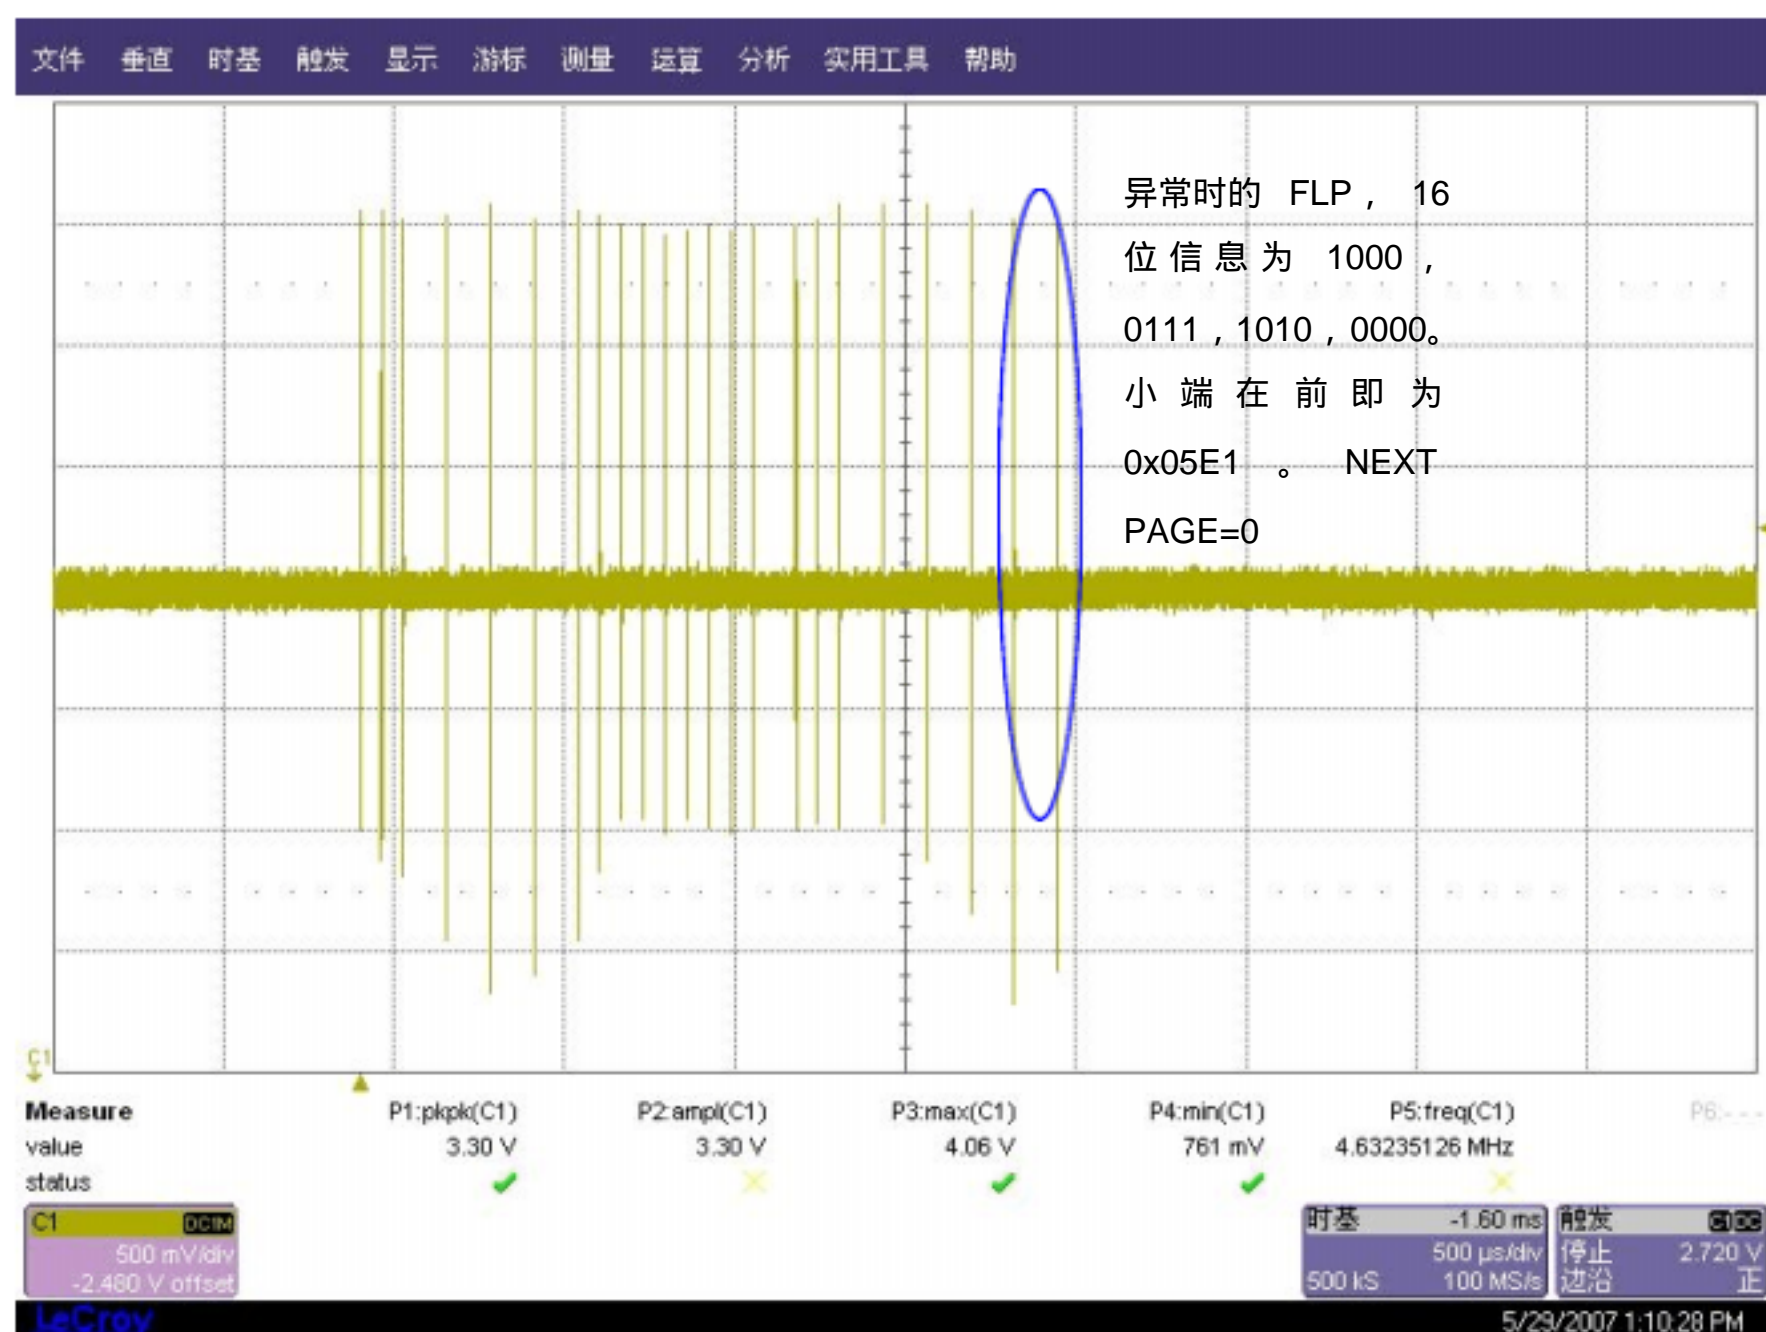 文件 垂直 时基 触发 显示 游标 测量 运算 分析 实用工具 帮助
异常时的 FLP， 16
位信息为 1000，
0111，1010，0000。
小端在前即为
0x05E1 。 NEXT
PAGE=0
C1
Measure P1:pkpk(C1) P2:ampl(C1) P3:max(C1) P4:min(C1) P5:freq(C1) P6:- - -
value 3.30 V 3.30 V 4.06 V 761 mV 4.63235126 MHz
status
C1 DC1M
500 mV/div
-2.480 V offset
时基 -1.60 ms
500 µs/div
500 kS 100 MS/s
触发 C1 DC
停止 2.720 V
边沿 正
LeCroy
5/29/2007 1:10:28 PM